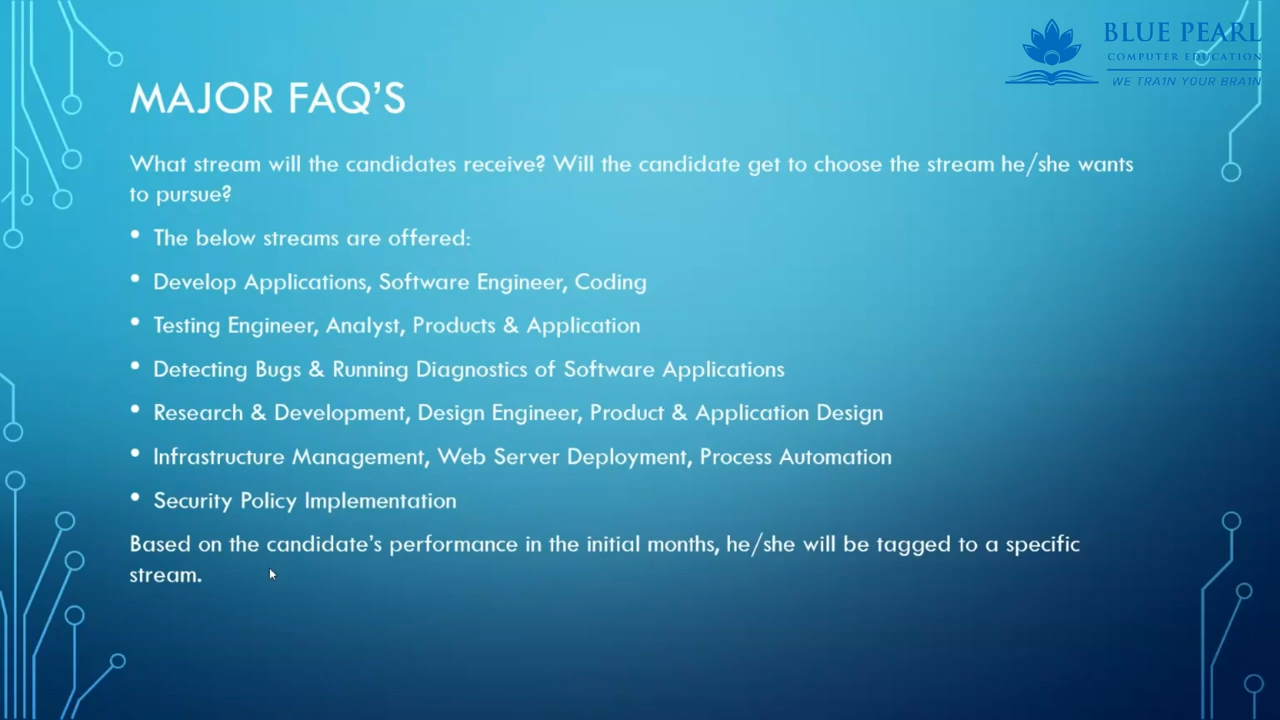 BLUE PEARL
COMPUTER EDUCATION
WE TRAIN YOUR BRAIN
MAJOR FAQ'S
What stream will the candidates receive? Will the candidate get to choose the stream he/she wants
to pursue?
• The below streams are offered:
• Develop Applications, Software Engineer, Coding
• Testing Engineer, Analyst, Products & Application
• Detecting Bugs & Running Diagnostics of Software Applications
• Research & Development, Design Engineer, Product & Application Design
• Infrastructure Management, Web Server Deployment, Process Automation
• Security Policy Implementation
Based on the candidate's performance in the initial months, he/she will be tagged to a specific
stream.